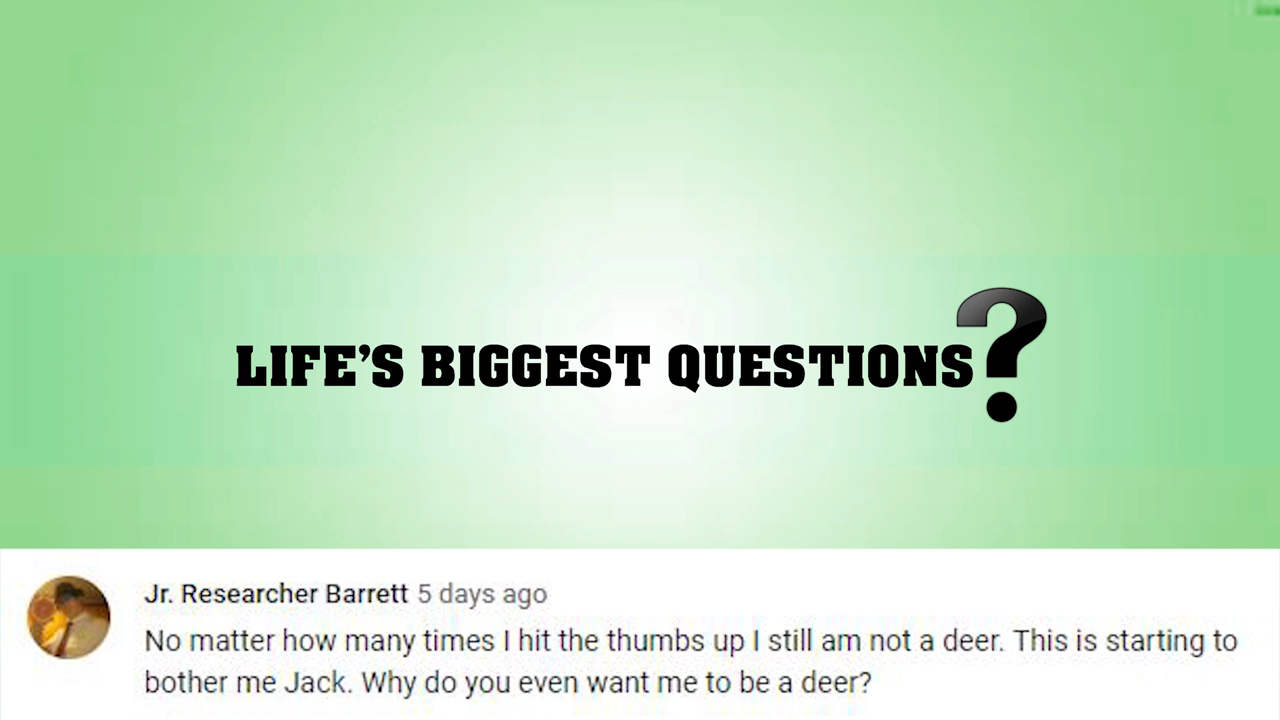 LIFE'S BIGGEST QUESTIONS?
Jr. Researcher Barrett 5 days ago
No matter how many times I hit the thumbs up I still am not a deer. This is starting to
bother me Jack. Why do you even want me to be a deer?